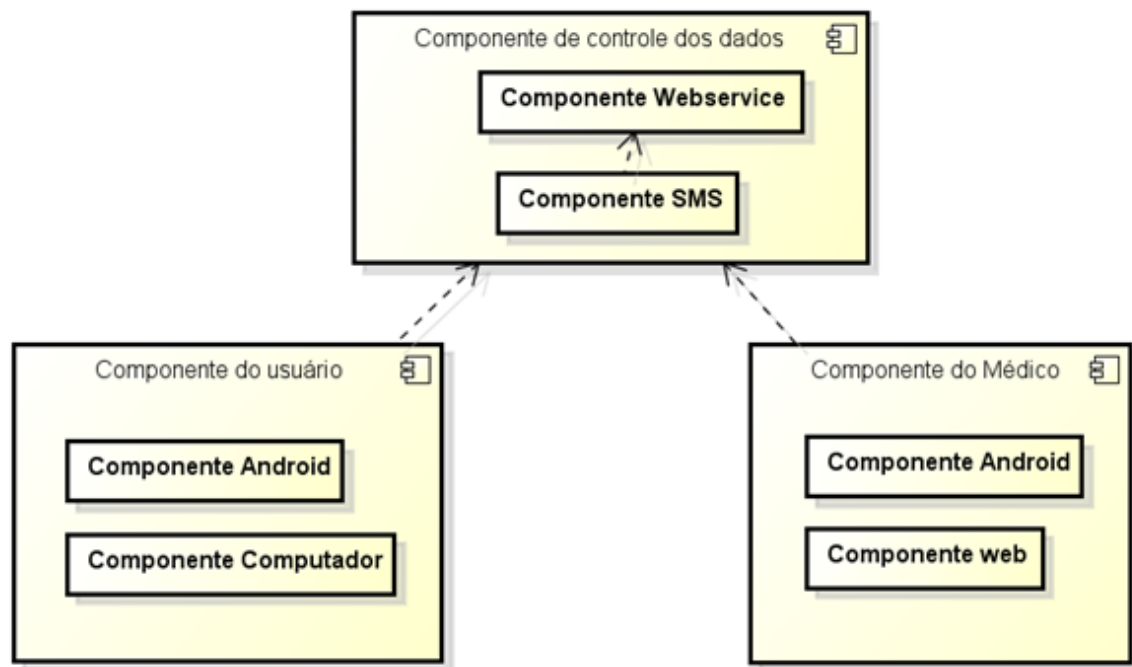 Componente de controle dos dados
Componente Webservice
Componente SMS
Componente do usuário
Componente Android
Componente Computador
Componente do Médico
Componente Android
Componente web